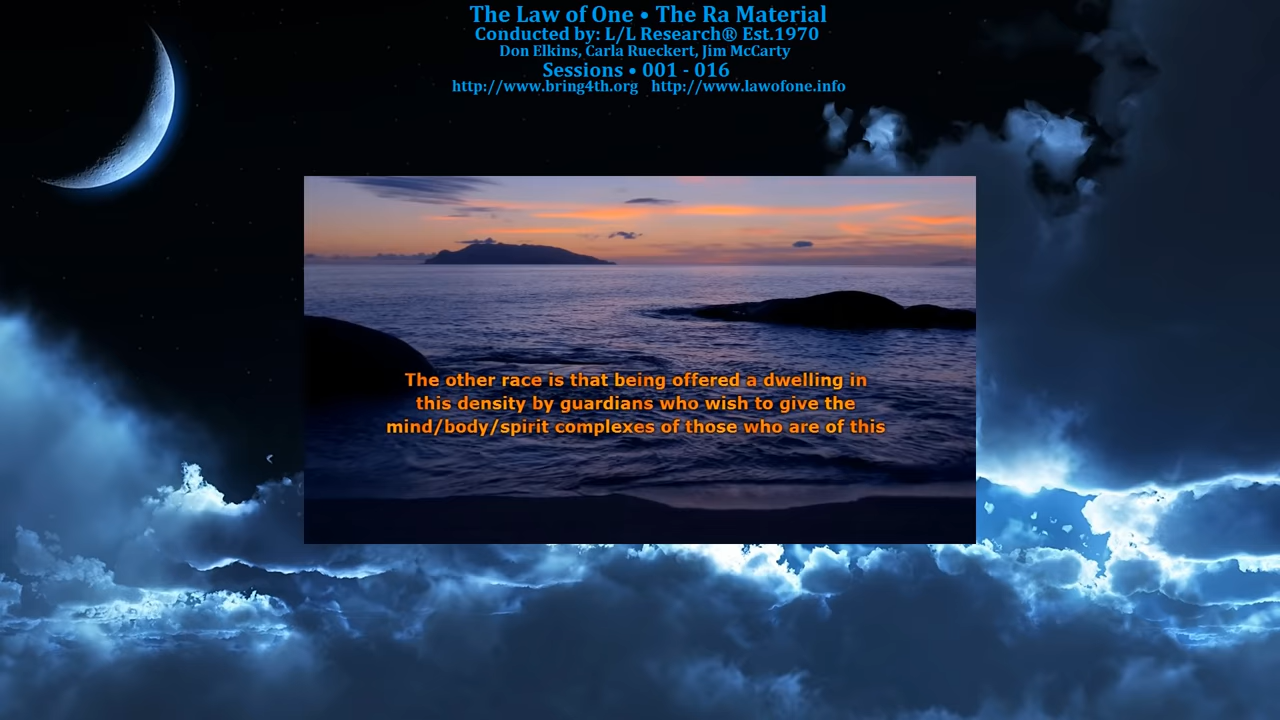 The Law of One • The Ra Material
Conducted by: L/L Research® Est.1970
Don Elkins, Carla Rueckert, Jim McCarty
Sessions • 001 - 016
http://www.bring4th.org http://www.lawofone.info
The other race is that being offered a dwelling in
this density by guardians who wish to give the
mind/body/spirit complexes of those who are of this